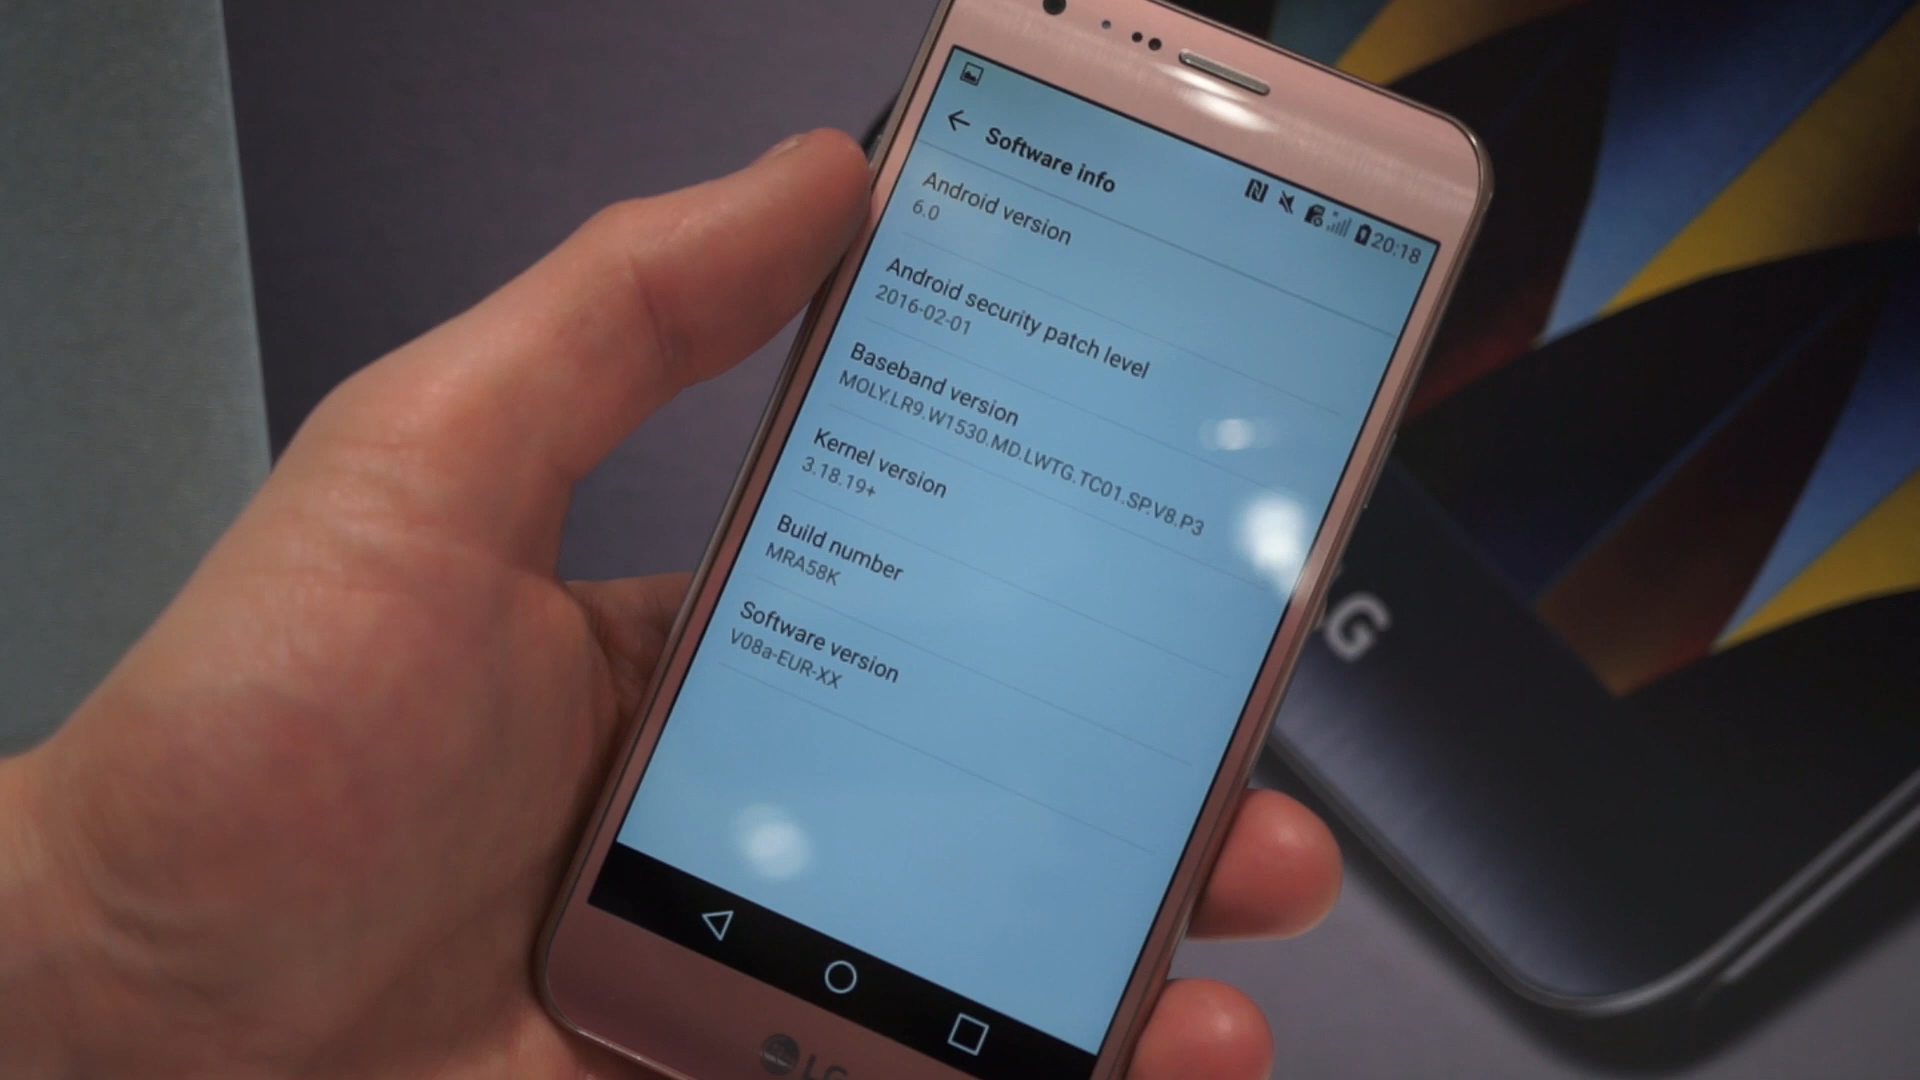 20:18
Software info
Android version
6.0
Android security patch level
2016-02-01
Baseband version
MOLY.LR9.W1530.MD.LWTG.TC01.SP.V8.P3
Kernel version
3.18.19+
Build number
MRA58K
Software version
V08a-EUR-XX
LG
G